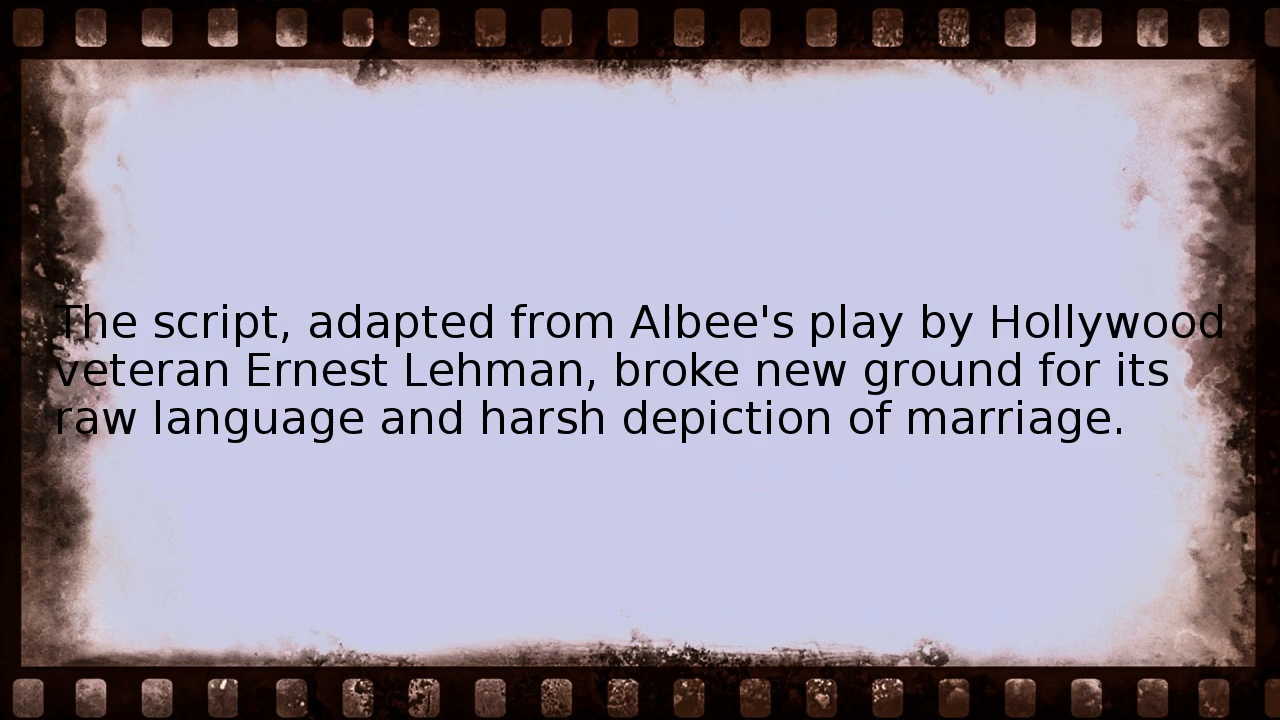 The script, adapted from Albee's play by Hollywood
veteran Ernest Lehman, broke new ground for its
raw language and harsh depiction of marriage.